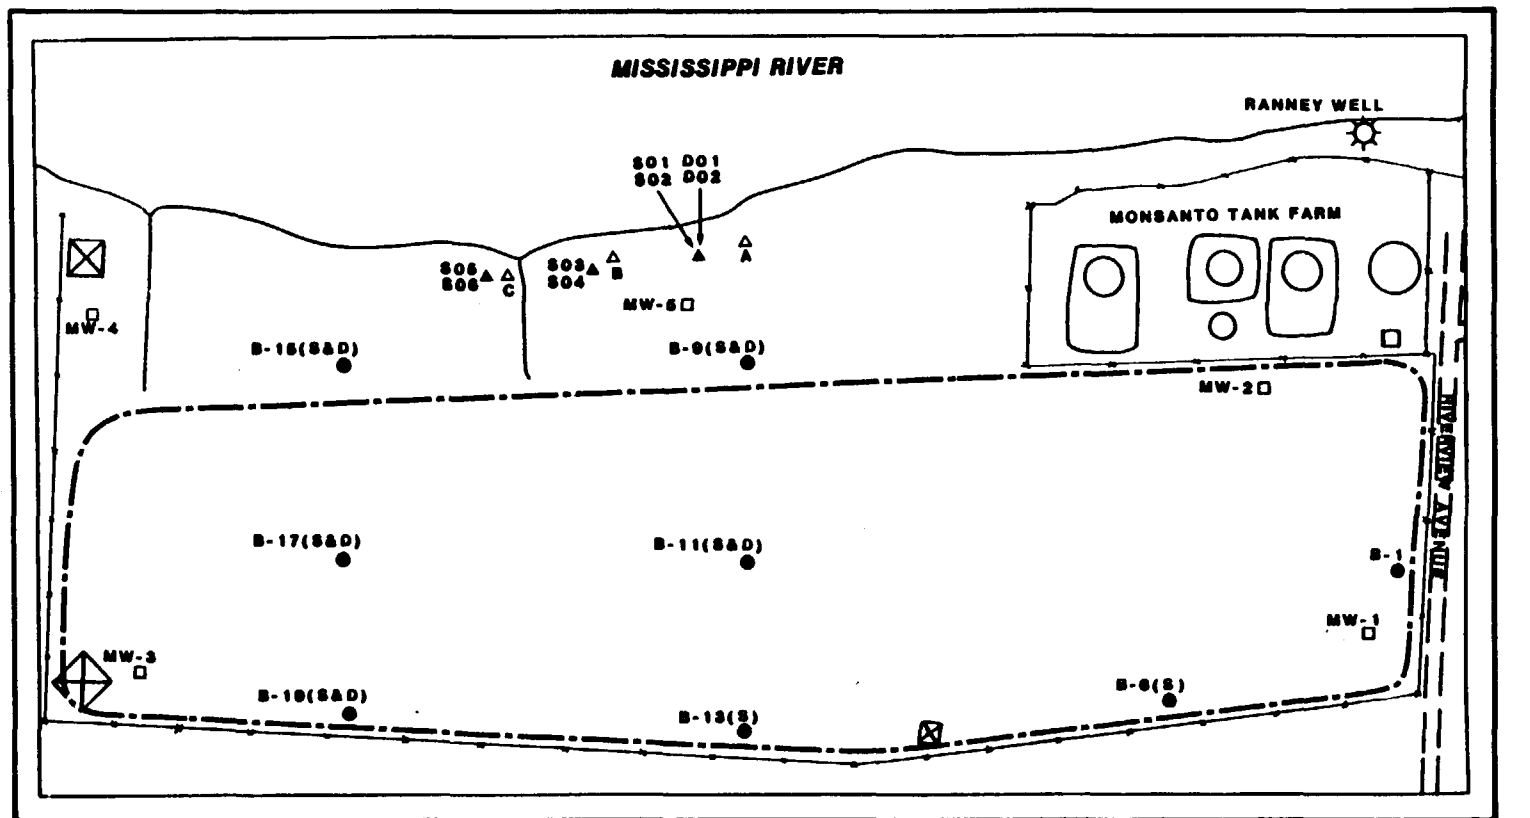 MISSISSIPPI RIVER
RANNEY WELL
S01 D01
S02 D02
MONSANTO TANK FARM
A
B
S03
S04
S05
S06
C
MW-5
MW-4
B-15(S&D)
B-9(S&D)
MW-2
RIVERVIEW AVENUE
B-17(S&D)
B-11(S&D)
B-1
MW-1
MW-3
B-19(S&D)
B-13(S)
B-6(S)